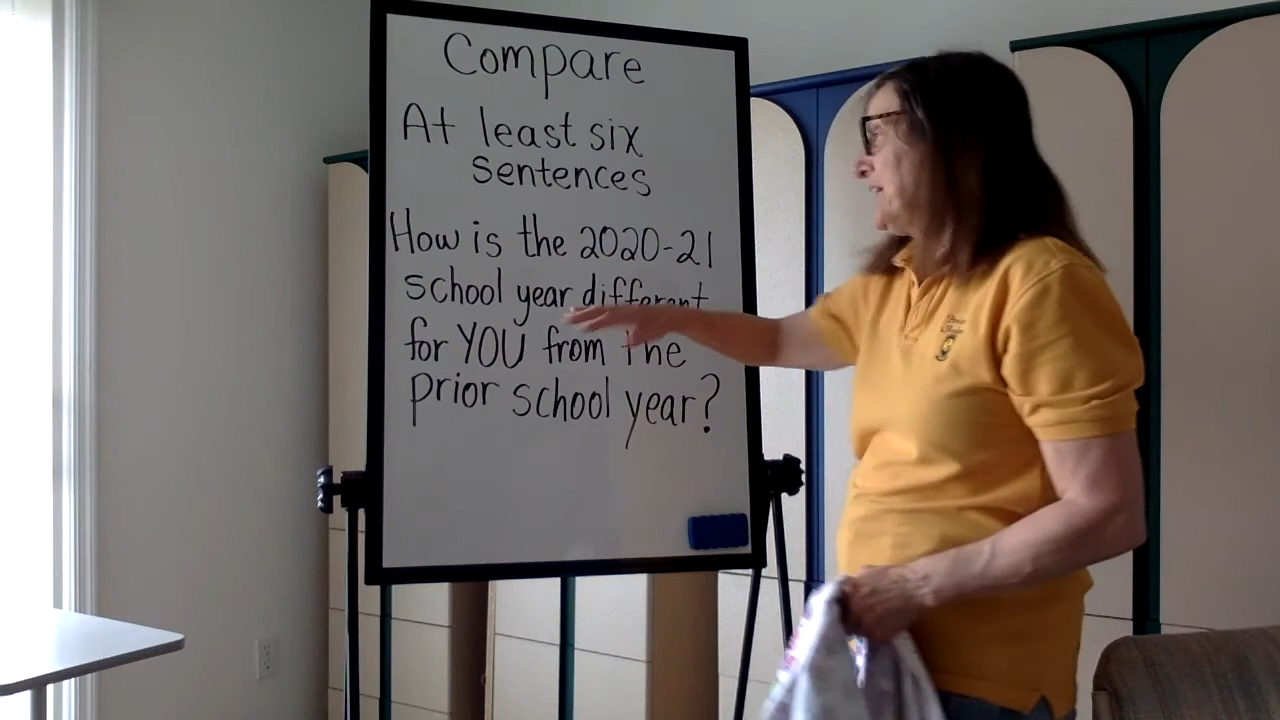 Compare
At least six
sentences
How is the 2020-21
school year different
for YOU from the
prior school year?